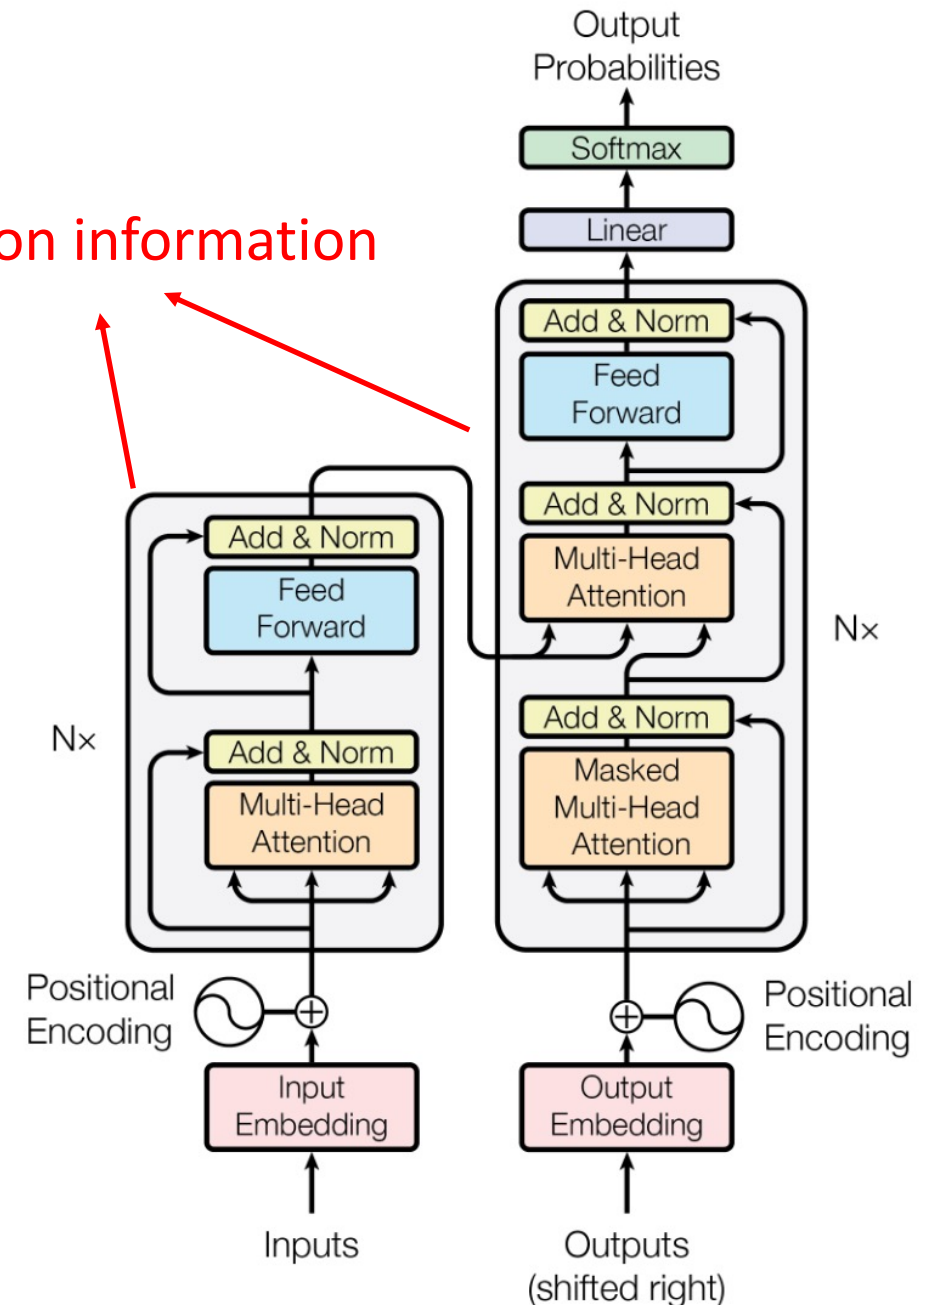 Output
Probabilities
Softmax
Linear
on information
Add & Norm
Feed
Forward
Add & Norm
Multi-Head
Attention
Nx
Add & Norm
Masked
Multi-Head
Attention
Add & Norm
Feed
Forward
Nx
Add & Norm
Multi-Head
Attention
Positional
Encoding
Positional
Encoding
Input
Embedding
Output
Embedding
Inputs
Outputs
(shifted right)